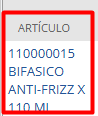 ARTÍCULO
110000015
BIFASICO
ANTI-FRIZZ X
110 ML